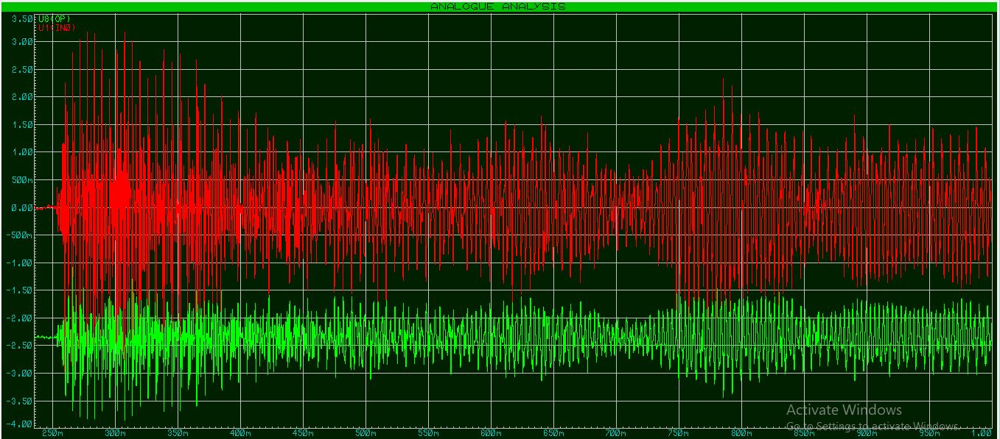 ANALOGUE ANALYSIS
U8(OP)
U1(IN0)
3.50
3.00
2.50
2.00
1.50
1.00
500m
0.00
-500m
-1.00
-1.50
-2.00
-2.50
-3.00
-3.50
-4.00
250m 300m 350m 400m 450m 500m 550m 600m 650m 700m 750m 800m 850m 900m 950m 1.00
Activate Windows
Go to Settings to activate Windows.